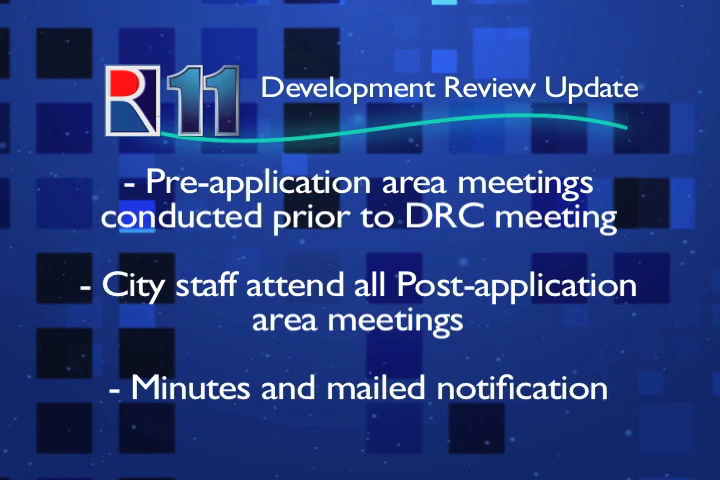 R 11 Development Review Update
- Pre-application area meetings
conducted prior to DRC meeting
- City staff attend all Post-application
area meetings
- Minutes and mailed notification